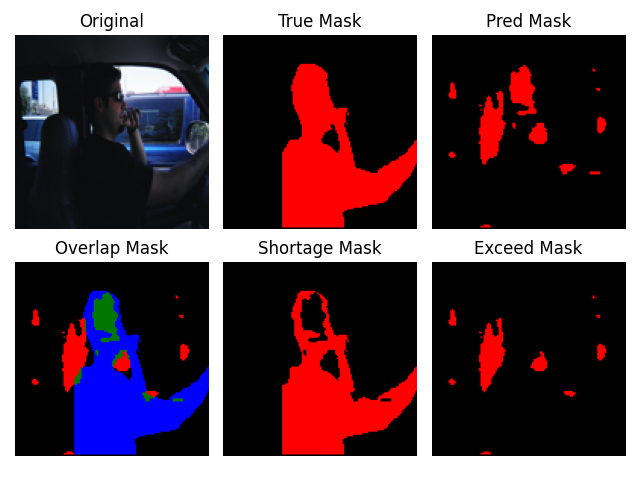 Original
True Mask
Pred Mask
Overlap Mask
Shortage Mask
Exceed Mask